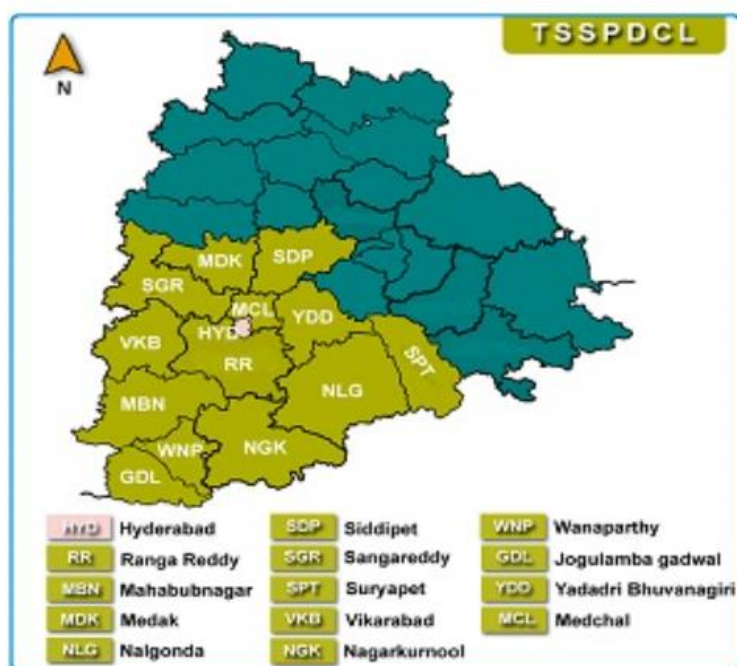 TSSPDCL
N
MDK
SDP
SGR
MCL
YDD
HYD
VKB
RR
SPT
NLG
MBN
WNP
NGK
GDL
HYD Hyderabad
RR Ranga Reddy
MBN Mahabubnagar
MDK Medak
NLG Nalgonda
SDP Siddipet
SGR Sangareddy
SPT Suryapet
VKB Vikarabad
NGK Nagarkurnool
WNP Wanaparthy
GDL Jogulamba gadwal
YDD Yadadri Bhuvanagiri
MCL Medchal